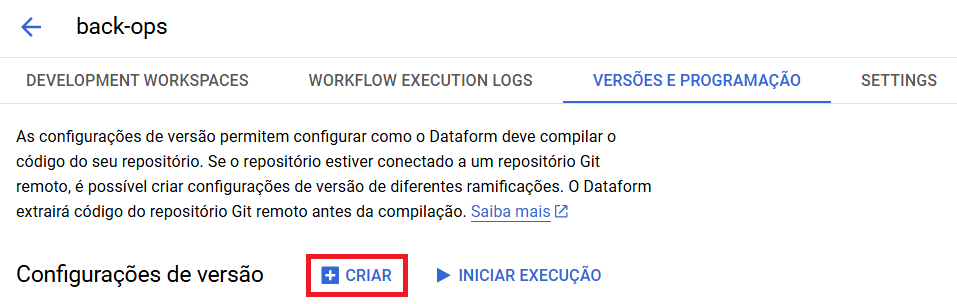 back-ops
DEVELOPMENT WORKSPACES WORKFLOW EXECUTION LOGS VERSÕES E PROGRAMAÇÃO SETTINGS
As configurações de versão permitem configurar como o Dataform deve compilar o
código do seu repositório. Se o repositório estiver conectado a um repositório Git
remoto, é possível criar configurações de versão de diferentes ramificações. O Dataform
extrairá código do repositório Git remoto antes da compilação. Saiba mais
Configurações de versão CRIAR INICIAR EXECUÇÃO